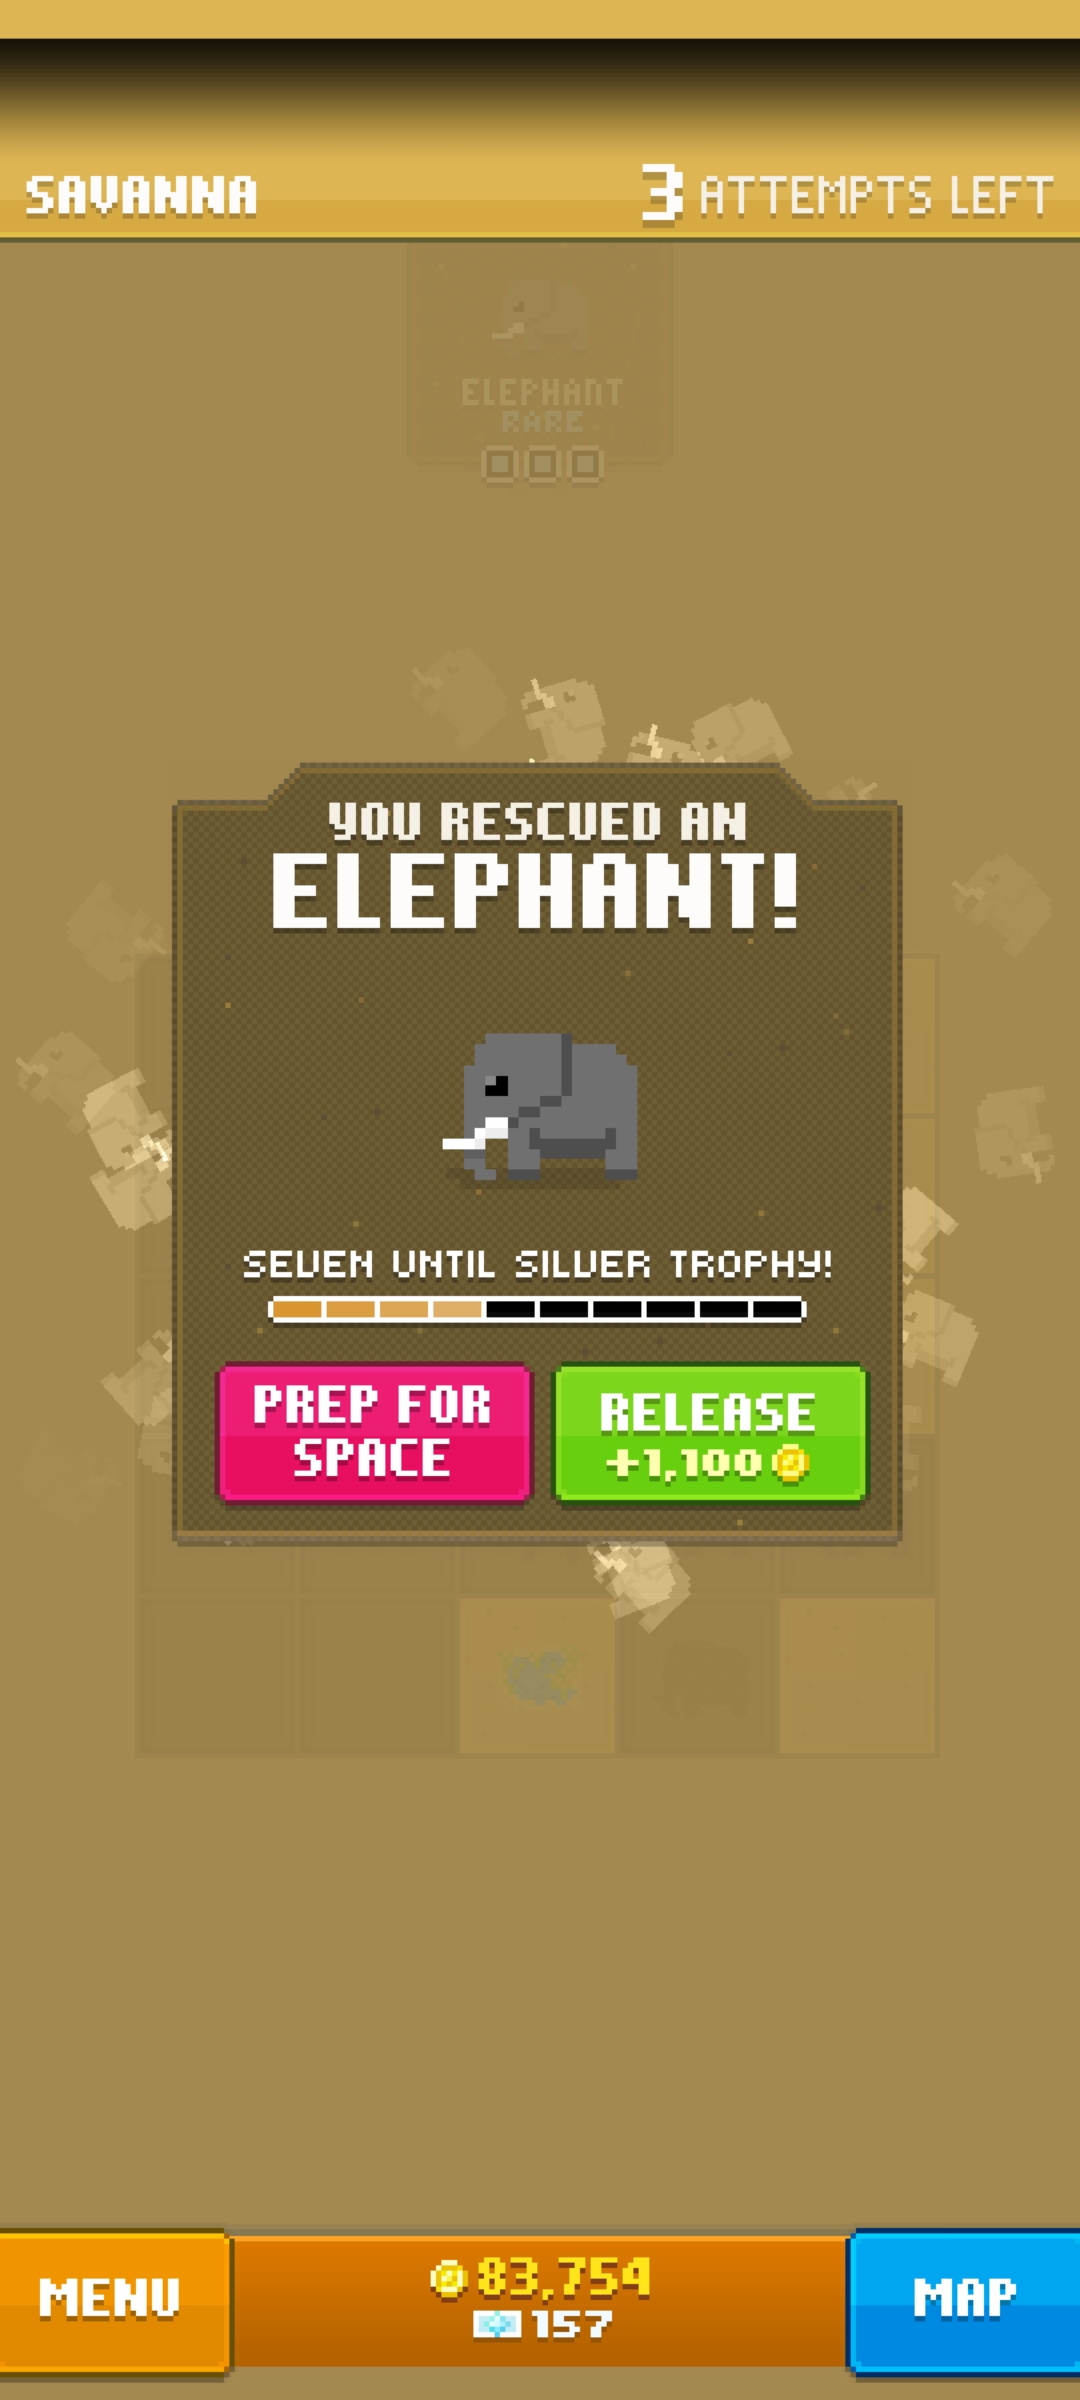 SAVANNA
3 ATTEMPTS LEFT
ELEPHANT
RARE
YOU RESCUED AN
ELEPHANT!
SEVEN UNTIL SILVER TROPHY!
PREP FOR
SPACE
RELEASE
+1,100
MENU
83,754
157
MAP